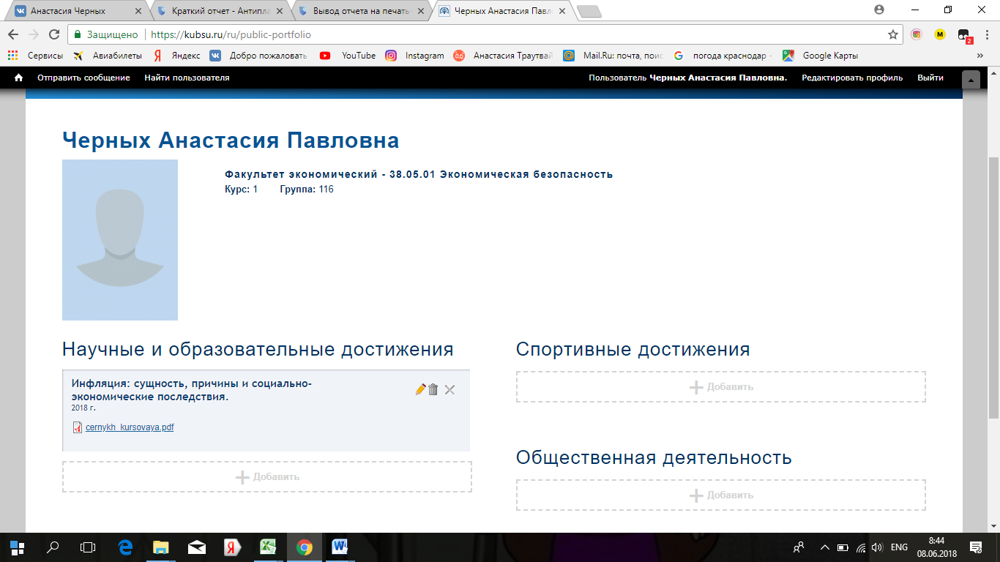 Анастасия Черных
Краткий отчет - Антипла
Вывод отчета на печать
Черных Анастасия Павл
Защищено
https://kubsu.ru/ru/public-portfolio
2
Сервисы
Авиабилеты
Яндекс
Добро пожаловать
YouTube
Instagram
Анастасия Траутвай
Mail.Ru: почта, поис
погода краснодар -
Google Карты
»
Отправить сообщение
Найти пользователя
Пользователь Черных Анастасия Павловна.
Редактировать профиль
Выйти
Черных Анастасия Павловна
Факультет экономический - 38.05.01 Экономическая безопасность
Курс: 1 Группа: 116
Научные и образовательные достижения
Инфляция: сущность, причины и социально-
экономические последствия.
2018 г.
cernykh_kursovaya.pdf
Добавить
Спортивные достижения
Добавить
Общественная деятельность
Добавить
ENG
8:44
08.06.2018